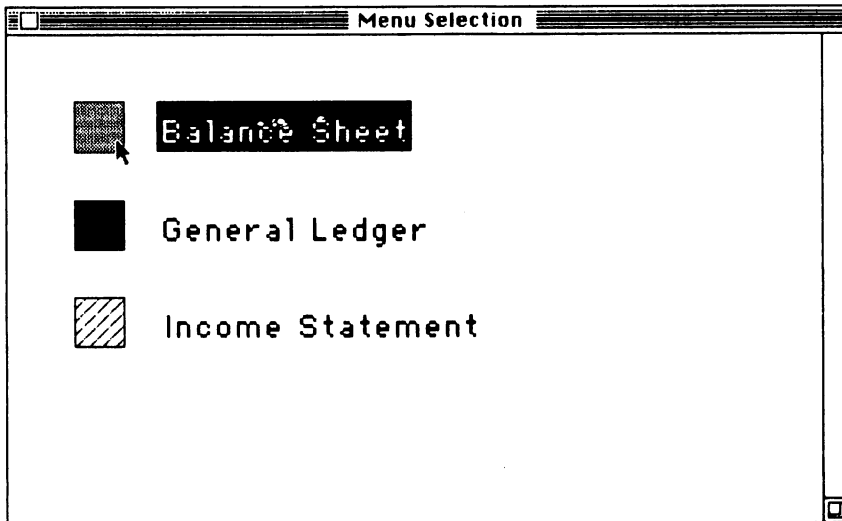 Menu Selection
Balance Sheet
General Ledger
Income Statement